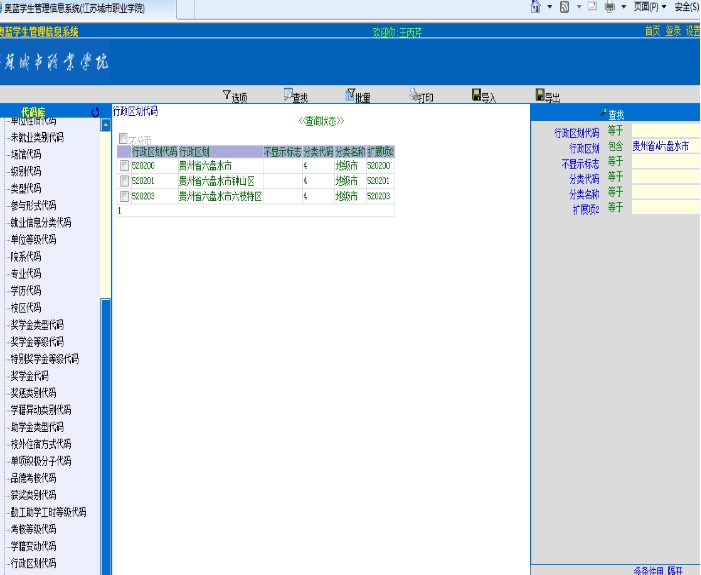 奥蓝学生管理信息系统(江苏城市职业学院)
页面(P) 安全(S)
奥蓝学生管理信息系统
欢迎你:王丙芹
首页 登录 设置
苏城市职业学院
选项 查找 批量 打印 导入 导出
代码库
单位性质代码
未就业类别代码
场馆代码
级别代码
类型代码
参与形式代码
就业信息分类代码
单位等级代码
院系代码
专业代码
学历代码
校区代码
奖学金类型代码
奖学金等级代码
特别奖学金等级代码
奖学金代码
奖惩类别代码
学籍异动类别代码
助学金类型代码
校外住宿方式代码
单项积极分子代码
品德考核代码
获奖类别代码
勤工助学工时等级代码
考核等级代码
学籍变动代码
行政区划代码
行政区划代码
<<查询状态>>
不分页
行政区划代码 行政区划 不显示标志 分类代码 分类名称 扩展项2
520200 贵州省六盘水市 4 地级市 520200
520201 贵州省六盘水市钟山区 4 地级市 520201
520203 贵州省六盘水市六枝特区 4 地级市 520203
1
查找
行政区划代码 等于
行政区划 包含 贵州省六盘水市
不显示标志 等于
分类代码 等于
分类名称 等于
扩展项2 等于
多条件用,隔开